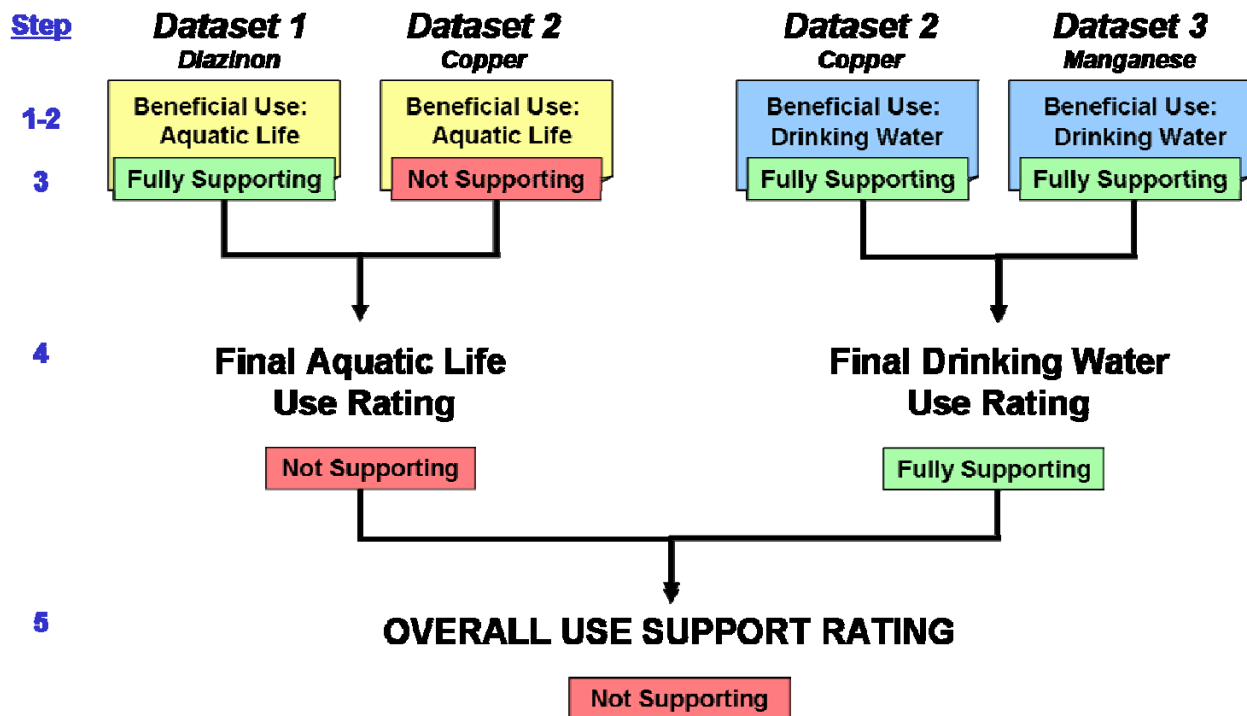 Step
Dataset 1
Diazinon
Dataset 2
Copper
Dataset 2
Copper
Dataset 3
Manganese
1-2
Beneficial Use:
Aquatic Life
Beneficial Use:
Aquatic Life
Beneficial Use:
Drinking Water
Beneficial Use:
Drinking Water
3
Fully Supporting
Not Supporting
Fully Supporting
Fully Supporting
4
Final Aquatic Life
Use Rating
Final Drinking Water
Use Rating
Not Supporting
Fully Supporting
5
OVERALL USE SUPPORT RATING
Not Supporting